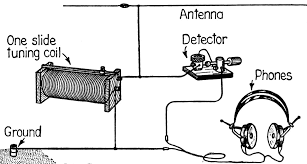 Antenna
One slide
tuning coil
Detector
Phones
Ground